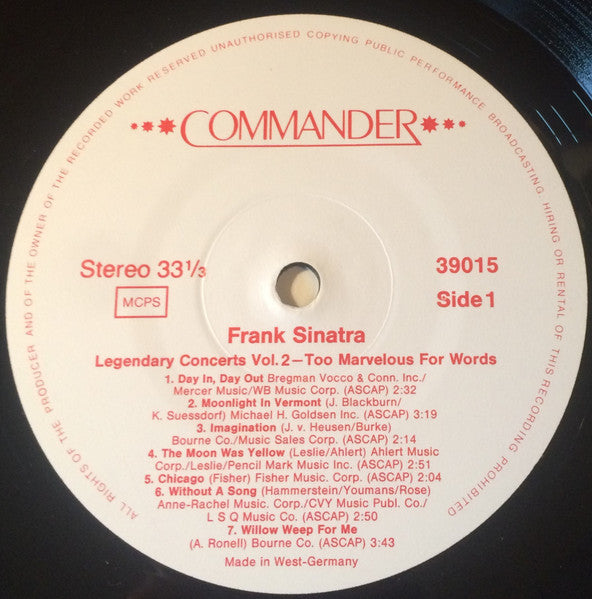 ALL RIGHTS OF THE PRODUCER AND OF THE OWNER OF THE RECORDED WORK RESERVED UNAUTHORISED COPYING PUBLIC PERFORMANCE BROADCASTING, HIRING OR RENTAL OF THIS RECORDING PROHIBITED
COMMANDER
Stereo 33⅓
MCPS
39015
Side 1
Frank Sinatra
Legendary Concerts Vol. 2 – Too Marvelous For Words
1. Day In, Day Out Bregman Vocco & Conn. Inc./
Mercer Music/WB Music Corp. (ASCAP) 2:32
2. Moonlight In Vermont (J. Blackburn/
K. Suessdorf) Michael H. Goldsen Inc. (ASCAP) 3:19
3. Imagination (J. v. Heusen/Burke)
Bourne Co./Music Sales Corp. (ASCAP) 2:14
4. The Moon Was Yellow (Leslie/Ahlert) Ahlert Music
Corp./Leslie/Pencil Mark Music Inc. (ASCAP) 2:51
5. Chicago (Fisher) Fisher Music Corp. (ASCAP) 2:04
6. Without A Song (Hammerstein/Youmans/Rose)
Anne-Rachel Music Corp./CVY Music Publ. Co./
L S Q Music Co. (ASCAP) 2:50
7. Willow Weep For Me
(A. Ronell) Bourne Co. (ASCAP) 3:43
Made in West-Germany